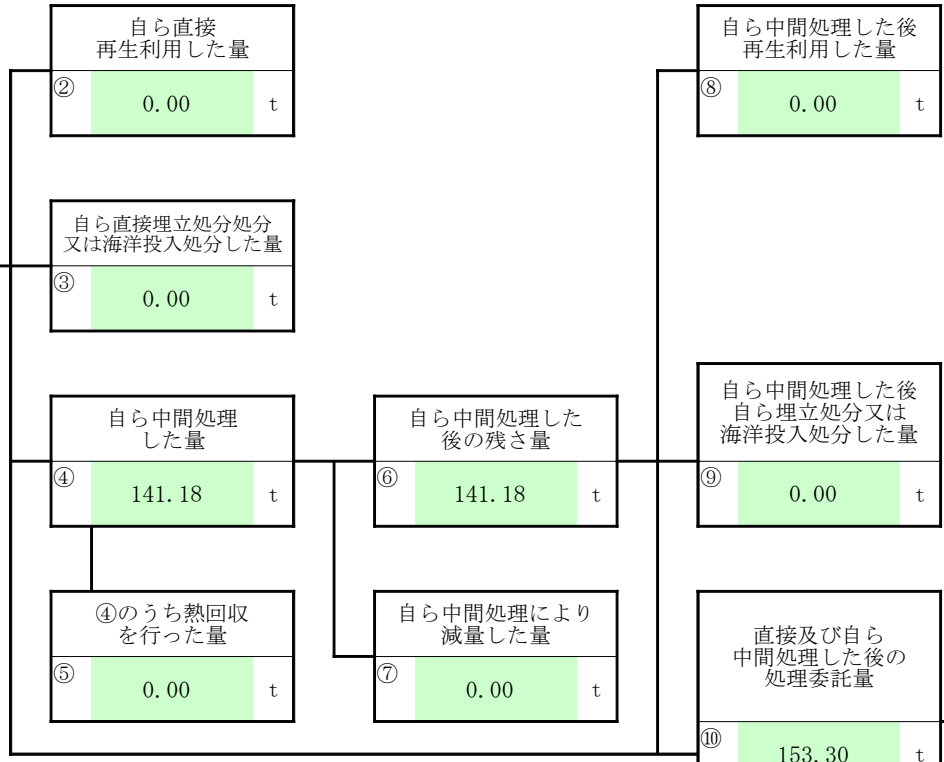 自ら直接
再生利用した量
② 0.00 t
自ら中間処理した後
再生利用した量
⑧ 0.00 t
自ら直接埋立処分処分
又は海洋投入処分した量
③ 0.00 t
自ら中間処理
した量
④ 141.18 t
自ら中間処理した
後の残さ量
⑥ 141.18 t
自ら中間処理した後
自ら埋立処分又は
海洋投入処分した量
⑨ 0.00 t
④のうち熱回収
を行った量
⑤ 0.00 t
自ら中間処理により
減量した量
⑦ 0.00 t
直接及び自ら
中間処理した後の
処理委託量
⑩ 153.30 t